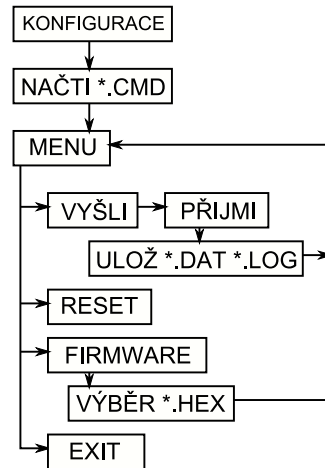 KONFIGURACE
NAČTI *.CMD
MENU
VYŠLI
PŘIJMI
ULOŽ *.DAT *.LOG
RESET
FIRMWARE
VÝBĚR *.HEX
EXIT